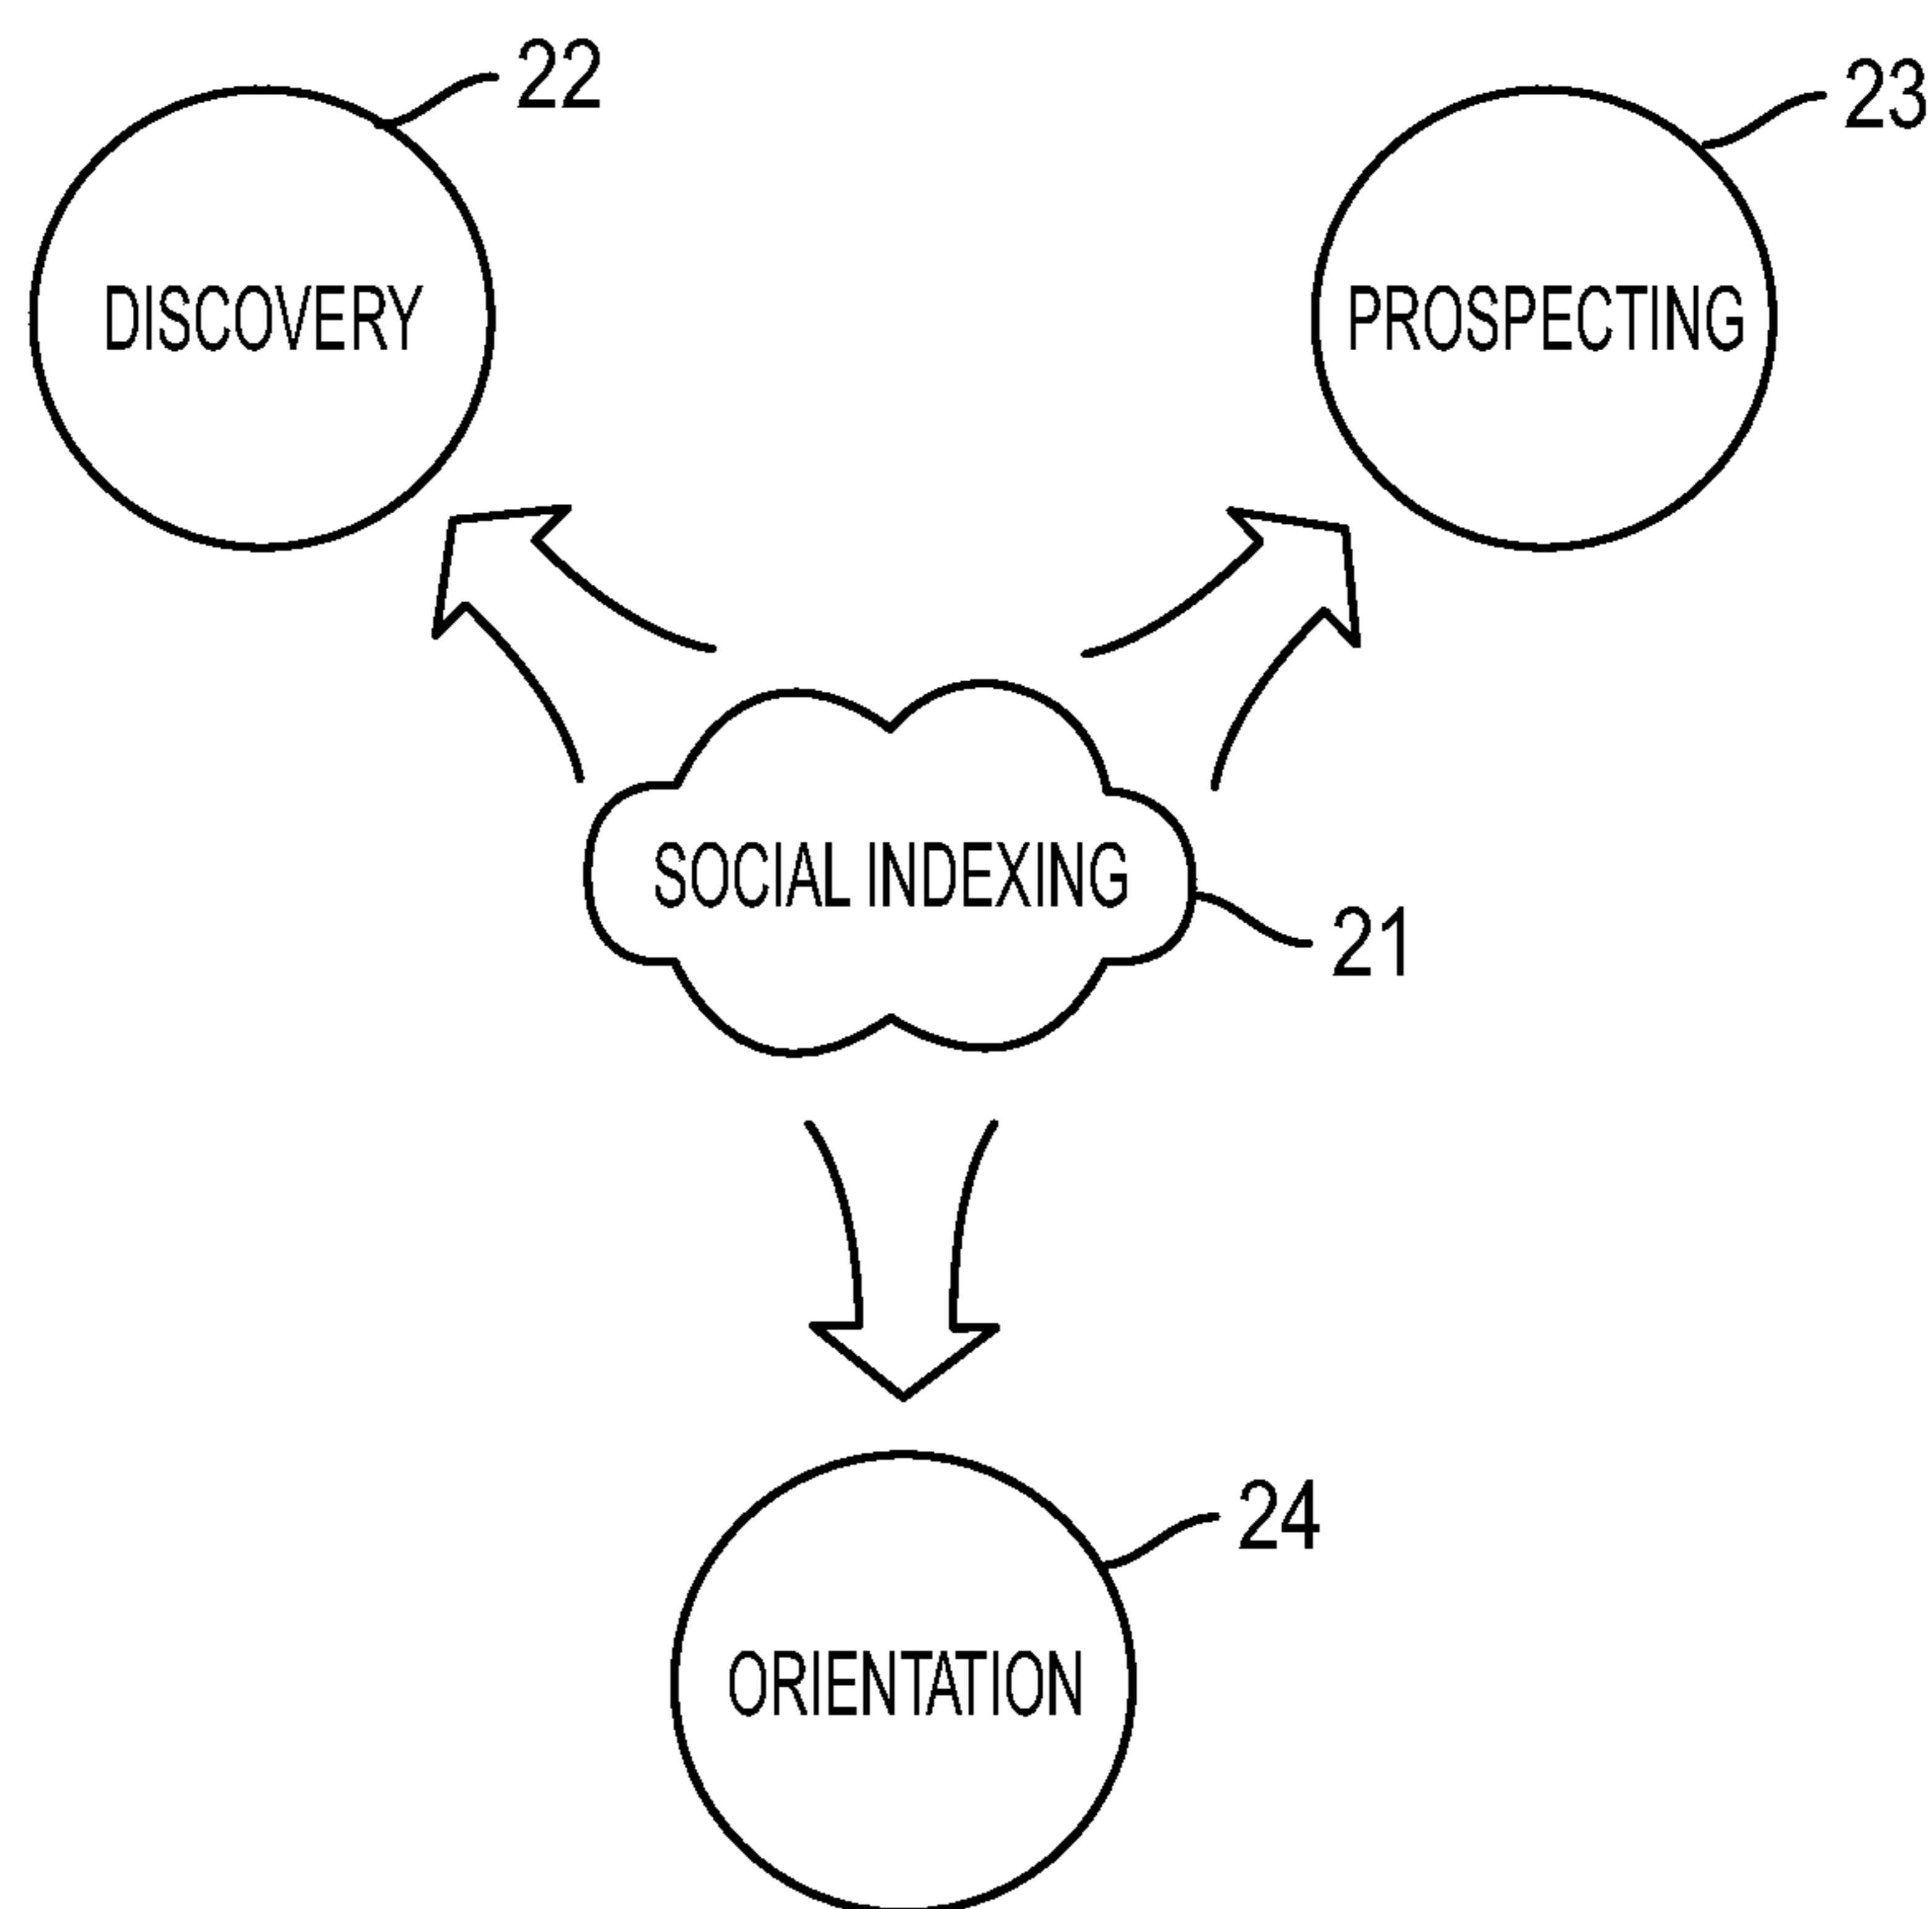 22
23
DISCOVERY
PROSPECTING
SOCIAL INDEXING
21
24
ORIENTATION